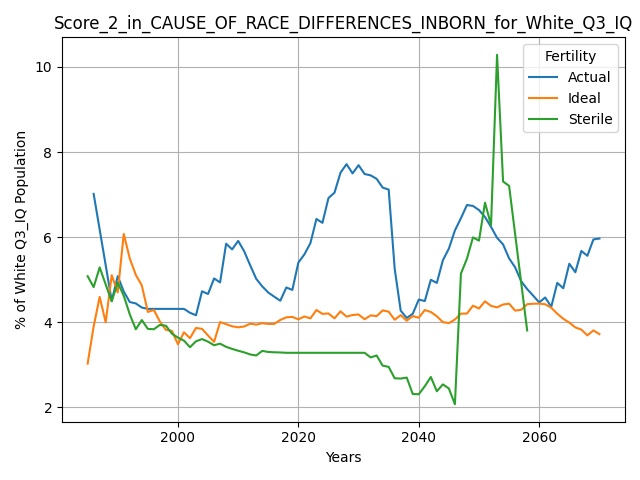 Score_2_in_CAUSE_OF_RACE_DIFFERENCES_INBORN_for_White_Q3_IQ
Fertility
Actual
Ideal
Sterile
% of White Q3_IQ Population
10
8
6
4
2
2000
2020
2040
2060
Years